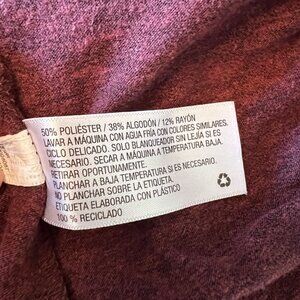 50% POLIÉSTER / 38% ALGODÓN / 12% RAYÓN
LAVAR A MÁQUINA CON AGUA FRÍA CON COLORES SIMILARES.
CICLO DELICADO. SOLO BLANQUEADOR SIN LEJÍA SI ES
NECESARIO. SECAR A MÁQUINA A TEMPERATURA BAJA.
RETIRAR OPORTUNAMENTE.
PLANCHAR A BAJA TEMPERATURA SI ES NECESARIO.
NO PLANCHAR SOBRE LA ETIQUETA.
ETIQUETA ELABORADA CON PLÁSTICO
100 % RECICLADO